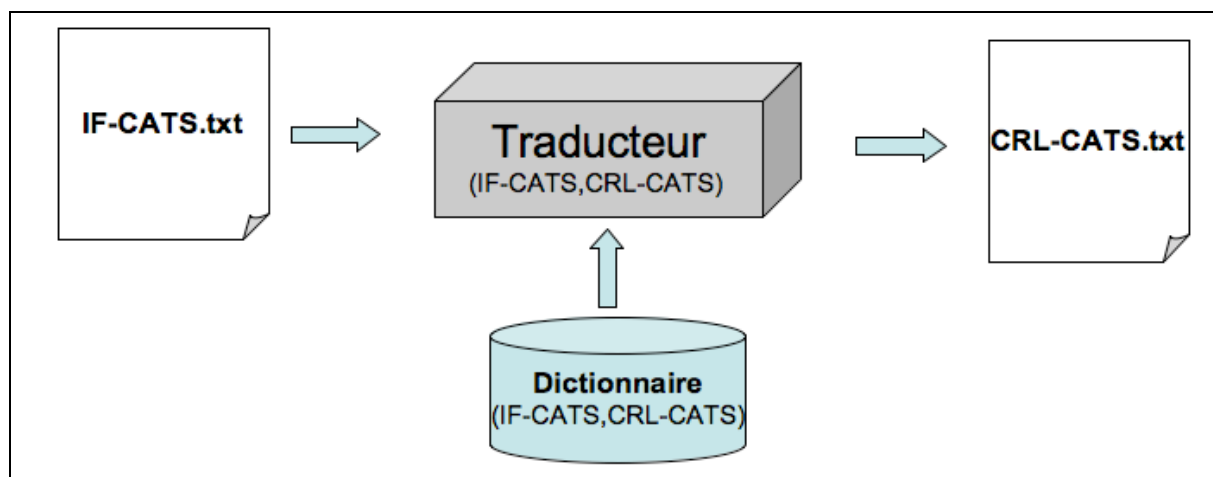 IF-CATS.txt
Traducteur
(IF-CATS,CRL-CATS)
CRL-CATS.txt
Dictionnaire
(IF-CATS,CRL-CATS)